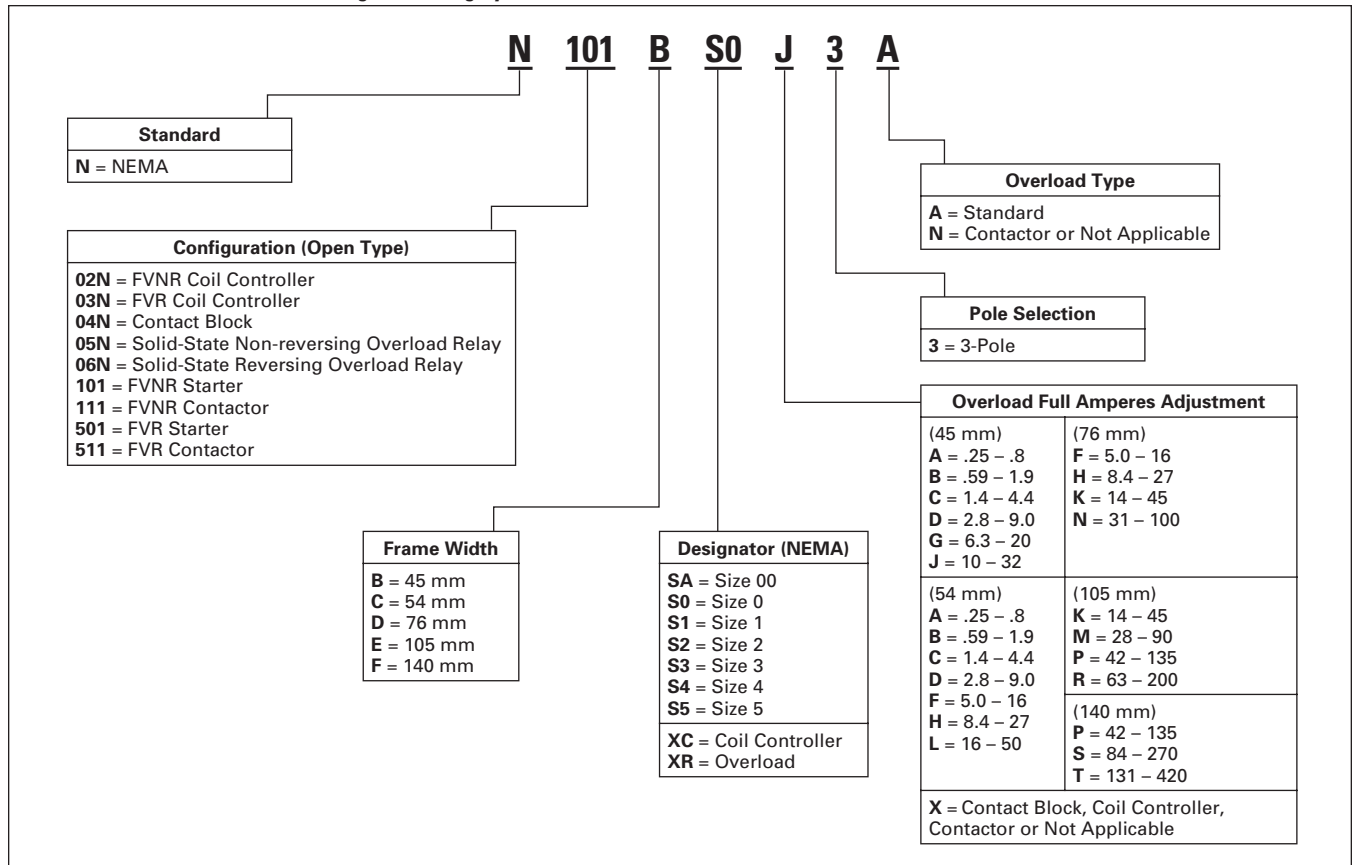 N 101 B S0 J 3 A
Standard
N = NEMA
Configuration (Open Type)
02N = FVNR Coil Controller
03N = FVR Coil Controller
04N = Contact Block
05N = Solid-State Non-reversing Overload Relay
06N = Solid-State Reversing Overload Relay
101 = FVNR Starter
111 = FVNR Contactor
501 = FVR Starter
511 = FVR Contactor
Frame Width
B = 45 mm
C = 54 mm
D = 76 mm
E = 105 mm
F = 140 mm
Designator (NEMA)
SA = Size 00
S0 = Size 0
S1 = Size 1
S2 = Size 2
S3 = Size 3
S4 = Size 4
S5 = Size 5
XC = Coil Controller
XR = Overload
Overload Type
A = Standard
N = Contactor or Not Applicable
Pole Selection
3 = 3-Pole
Overload Full Amperes Adjustment
(45 mm)
A = .25 – .8
B = .59 – 1.9
C = 1.4 – 4.4
D = 2.8 – 9.0
G = 6.3 – 20
J = 10 – 32
(76 mm)
F = 5.0 – 16
H = 8.4 – 27
K = 14 – 45
N = 31 – 100
(54 mm)
A = .25 – .8
B = .59 – 1.9
C = 1.4 – 4.4
D = 2.8 – 9.0
F = 5.0 – 16
H = 8.4 – 27
L = 16 – 50
(105 mm)
K = 14 – 45
M = 28 – 90
P = 42 – 135
R = 63 – 200
(140 mm)
P = 42 – 135
S = 84 – 270
T = 131 – 420
X = Contact Block, Coil Controller,
Contactor or Not Applicable